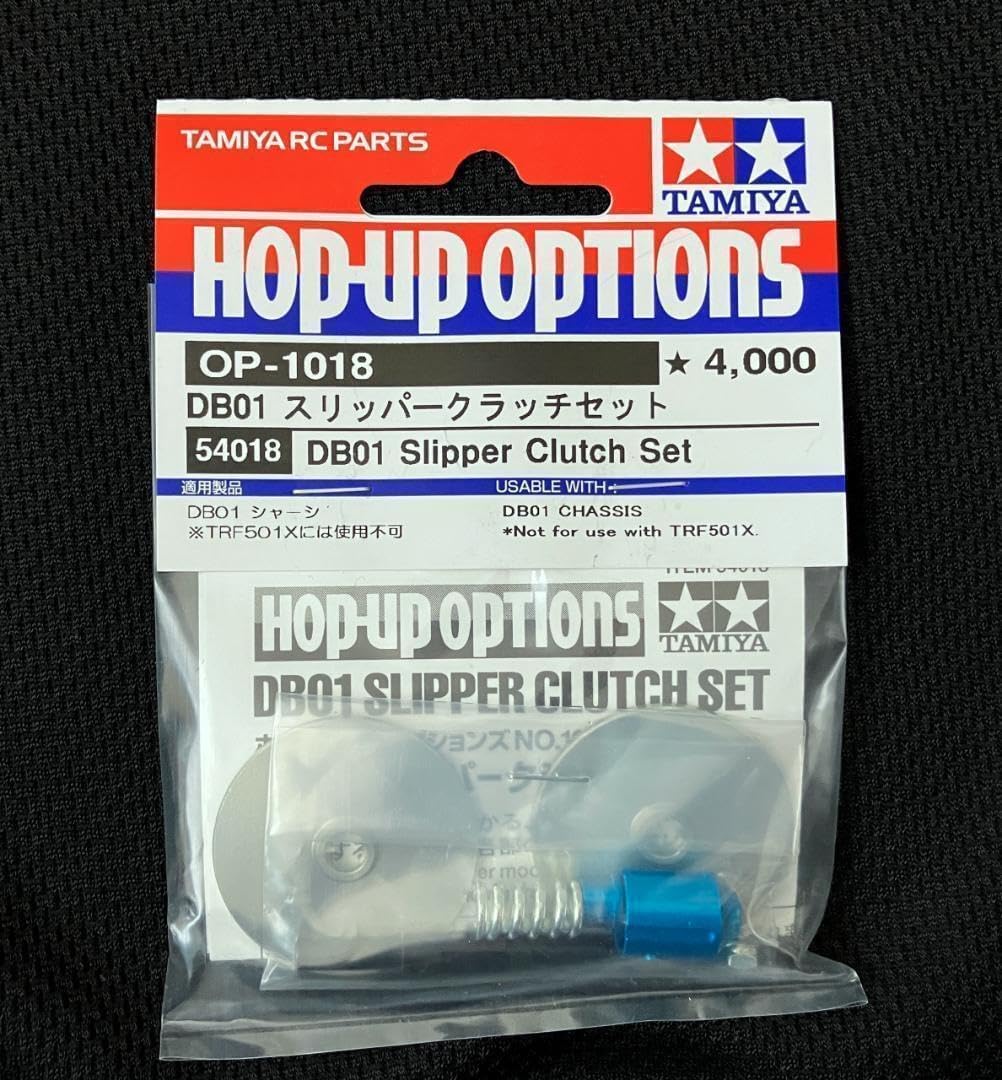 TAMIYA RC PARTS
TAMIYA
HOP-UP OPTIONS
OP-1018 ★ 4,000
DB01 スリッパークラッチセット
54018 DB01 Slipper Clutch Set
適用製品 USABLE WITH:
DB01 シャーシ DB01 CHASSIS
※TRF501Xには使用不可 *Not for use with TRF501X.
HOP-UP OPTIONS
TAMIYA
DB01 SLIPPER CLUTCH SET